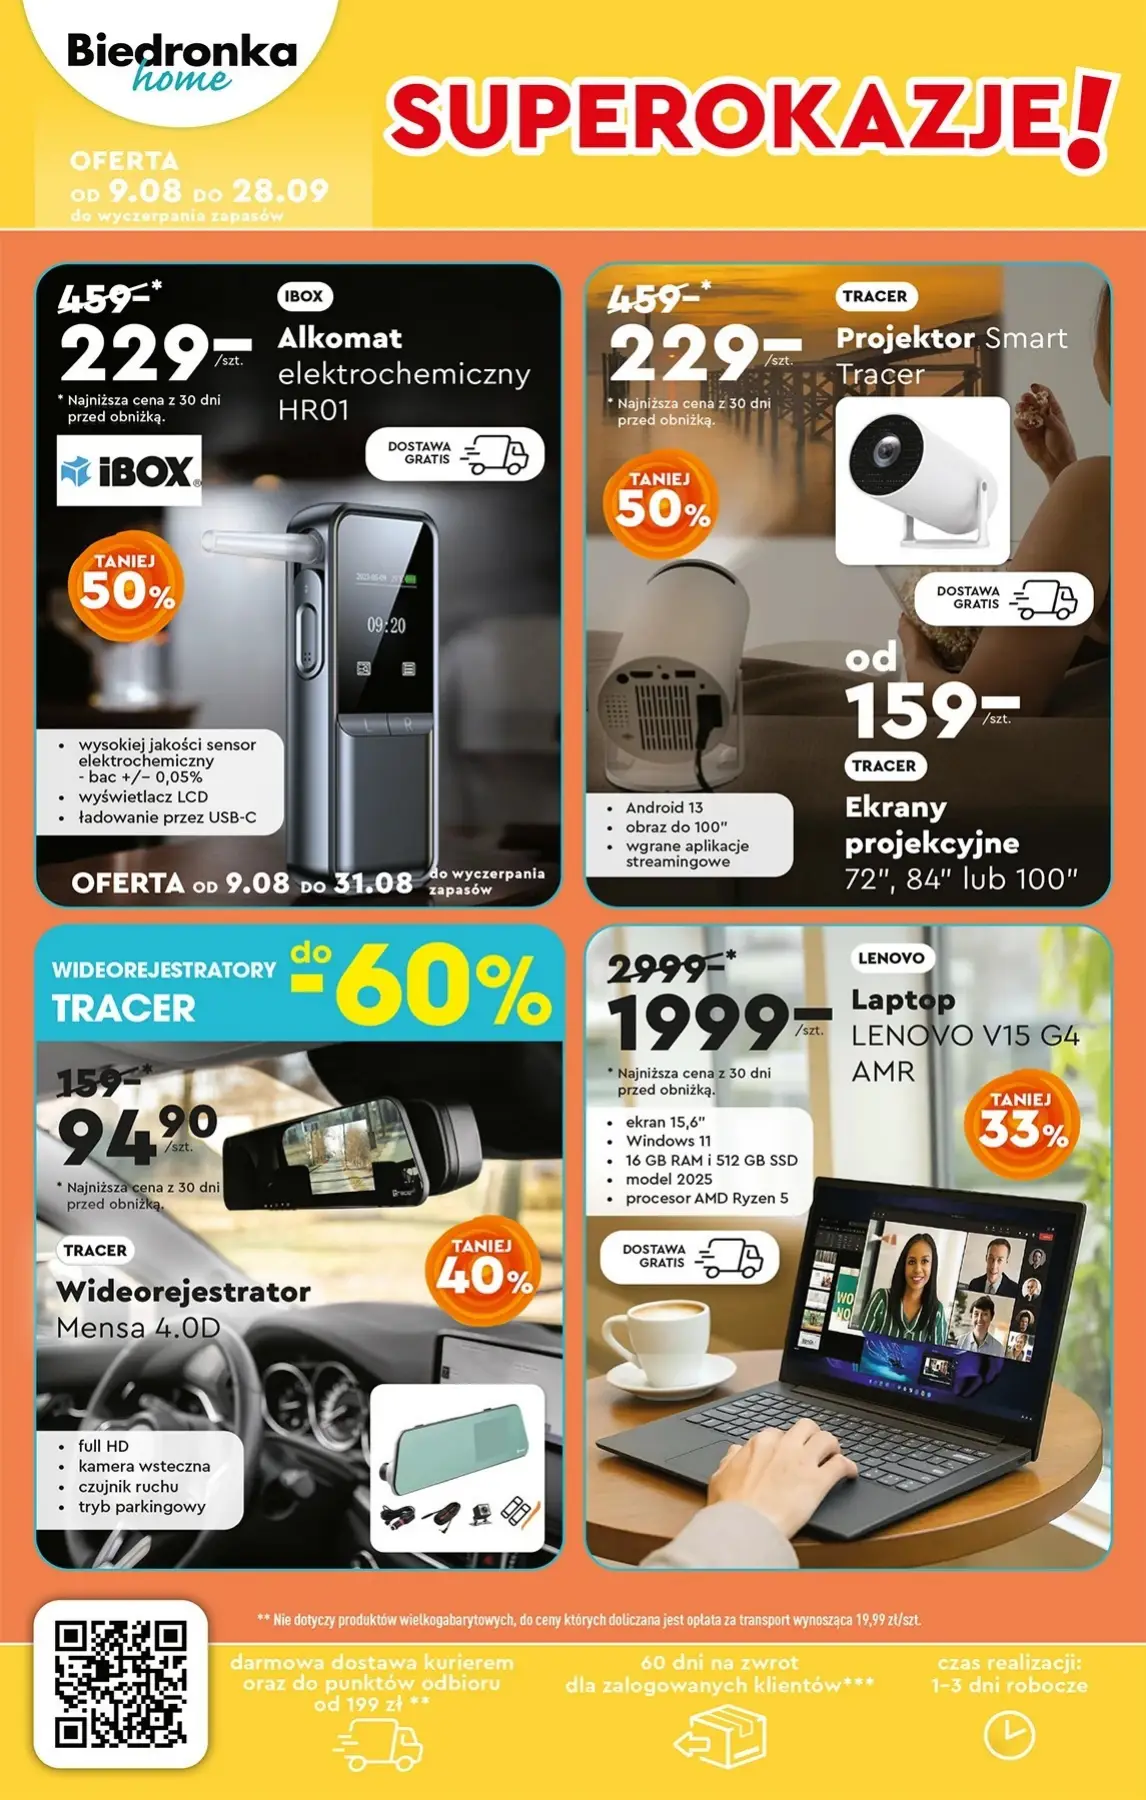 Biedronka
home
SUPEROKAZJE!
OFERTA
OD 9.08 DO 28.09
do wyczerpania zapasów
459-*
229-
/szt.
* Najniższa cena z 30 dni
przed obniżką.
IBOX
Alkomat
elektrochemiczny
HR01
DOSTAWA
GRATIS
iBOX®
TANIEJ
50%
09:20
L R
• wysokiej jakości sensor
elektrochemiczny
- bac +/- 0,05%
• wyświetlacz LCD
• ładowanie przez USB-C
OFERTA OD 9.08 DO 31.08 do wyczerpania
zapasów
459-*
229-
/szt.
* Najniższa cena z 30 dni
przed obniżką.
TRACER
Projektor Smart
Tracer
TANIEJ
50%
DOSTAWA
GRATIS
od
159-
/szt.
TRACER
Ekrany
projekcyjne
72", 84" lub 100"
• Android 13
• obraz do 100"
• wgrane aplikacje
streamingowe
WIDEOREJESTRATORY
TRACER
do
-60%
159-*
94,90
/szt.
* Najniższa cena z 30 dni
przed obniżką.
TRACER
Wideorejestrator
Mensa 4.0D
TANIEJ
40%
• full HD
• kamera wsteczna
• czujnik ruchu
• tryb parkingowy
2999-*
1999-
/szt.
* Najniższa cena z 30 dni
przed obniżką.
LENOVO
Laptop
LENOVO V15 G4
AMR
TANIEJ
33%
• ekran 15,6"
• Windows 11
• 16 GB RAM i 512 GB SSD
• model 2025
• procesor AMD Ryzen 5
DOSTAWA
GRATIS
** Nie dotyczy produktów wielkogabarytowych, do ceny których doliczana jest opłata za transport wynosząca 19,99 zł/szt.
darmowa dostawa kurierem
oraz do punktów odbioru
od 199 zł **
60 dni na zwrot
dla zalogowanych klientów***
czas realizacji:
1-3 dni robocze